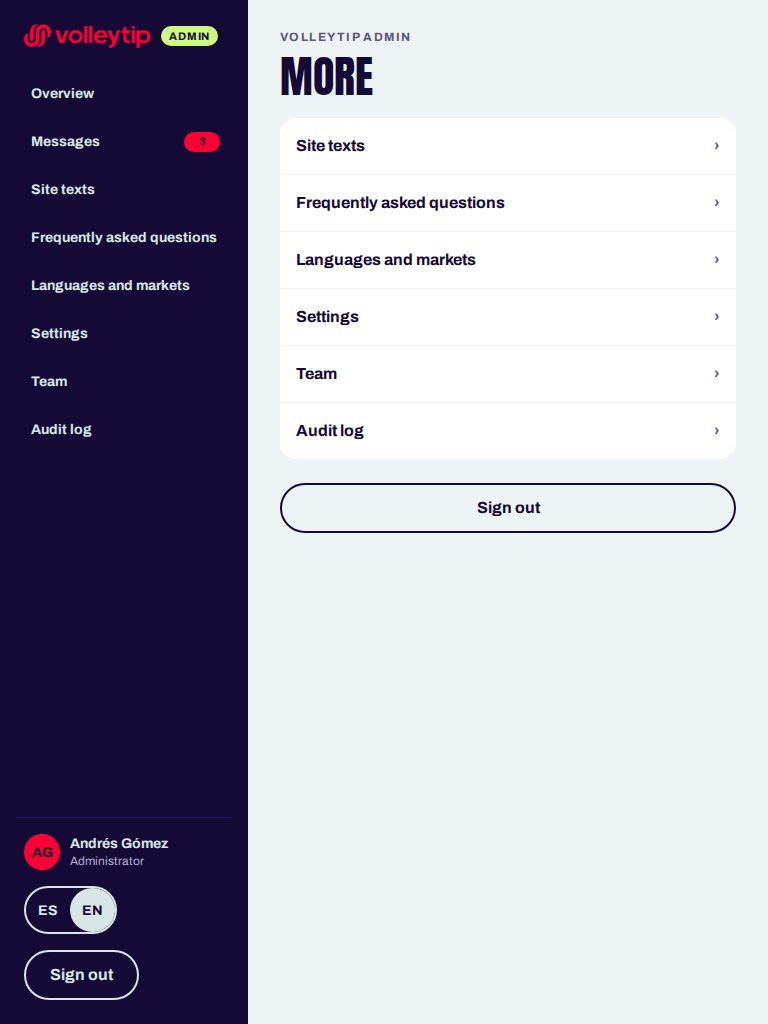 volleytip ADMIN
Overview
Messages 3
Site texts
Frequently asked questions
Languages and markets
Settings
Team
Audit log
AG Andrés Gómez
Administrator
ES EN
Sign out
VOLLEYTIP ADMIN
MORE
Site texts ›
Frequently asked questions ›
Languages and markets ›
Settings ›
Team ›
Audit log ›
Sign out